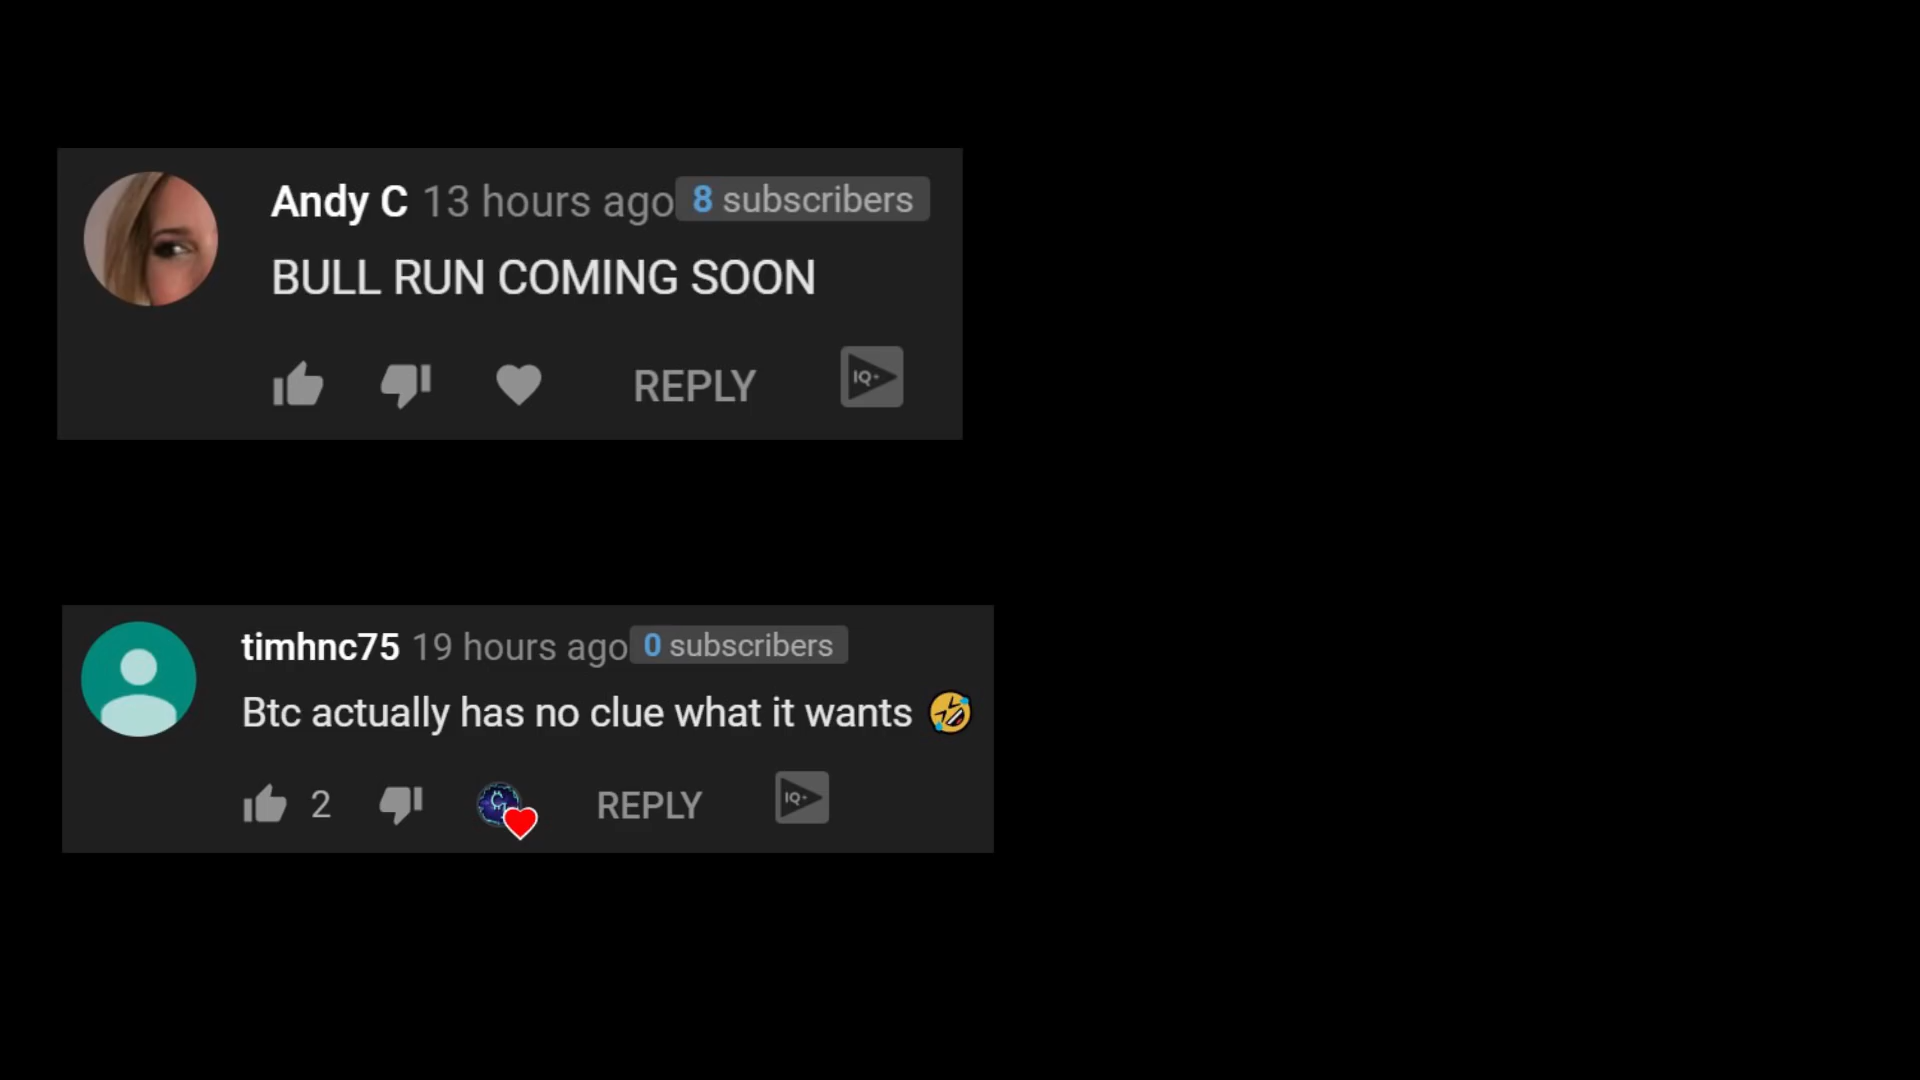 Andy C 13 hours ago 8 subscribers
BULL RUN COMING SOON
REPLY IQ+
timhnc75 19 hours ago 0 subscribers
Btc actually has no clue what it wants 🤣
2 REPLY IQ+